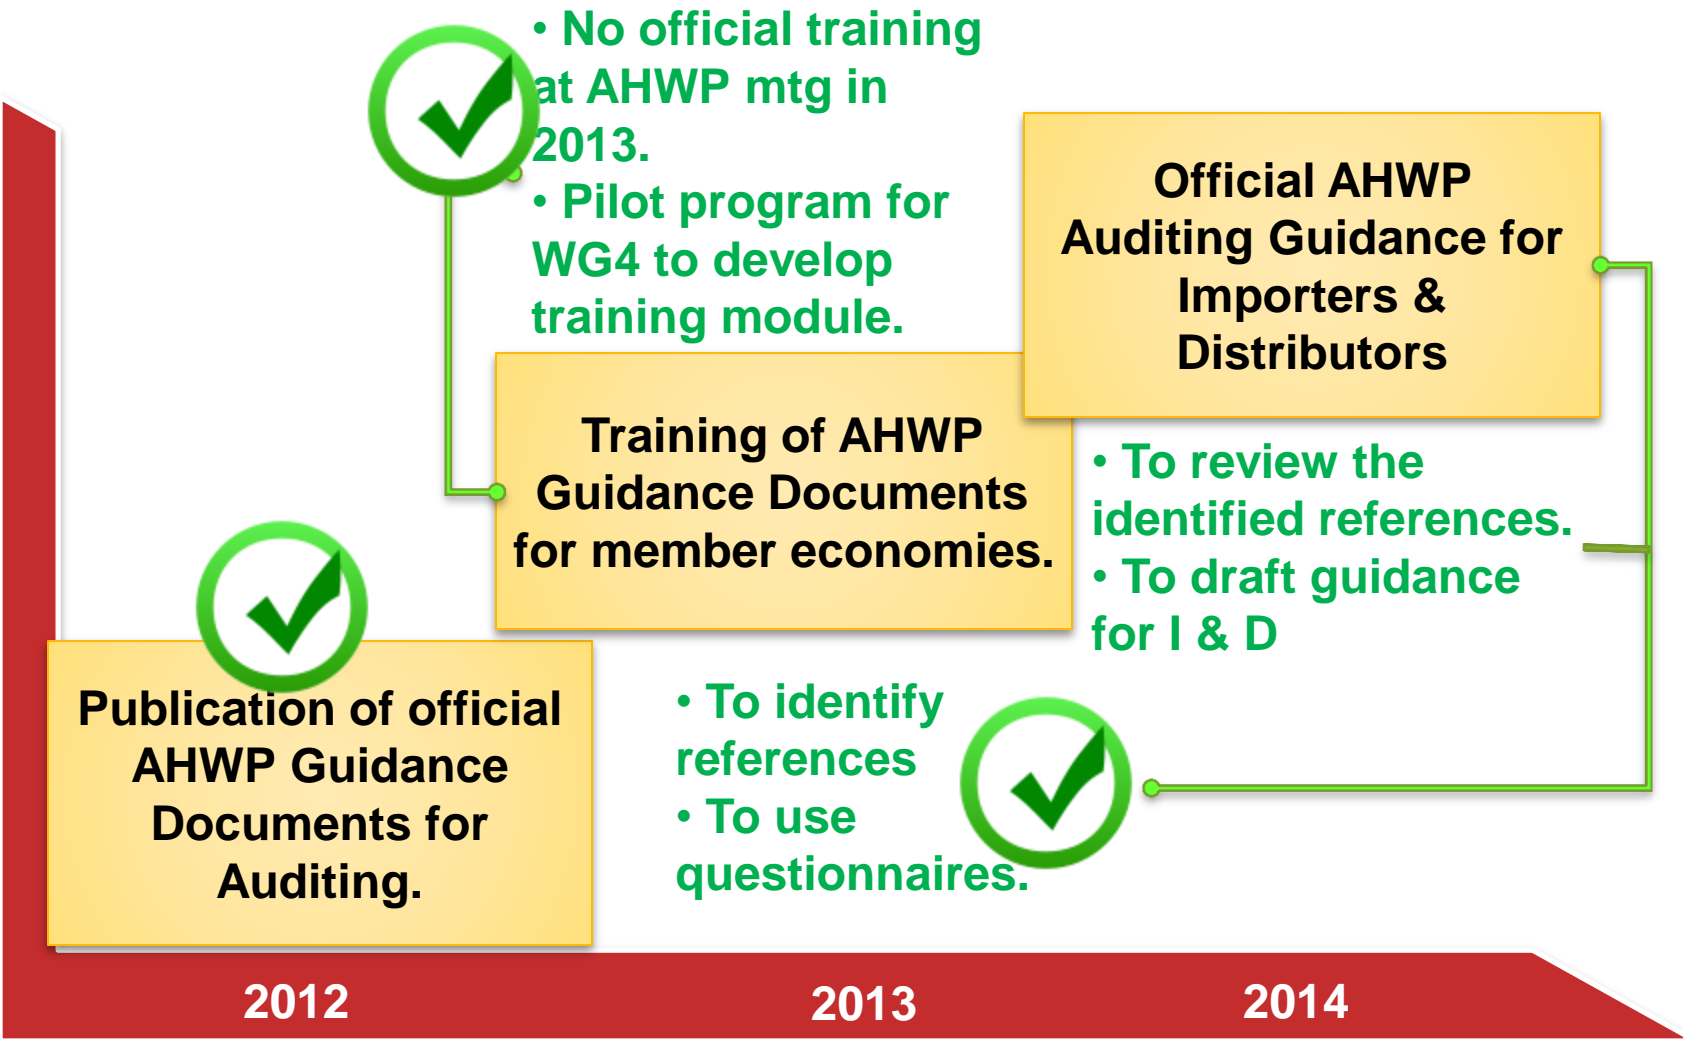 • No official training
at AHWP mtg in
2013.
• Pilot program for
WG4 to develop
training module.
Official AHWP
Auditing Guidance for
Importers &
Distributors
Training of AHWP
Guidance Documents
for member economies.
• To review the
identified references.
• To draft guidance
for I & D
Publication of official
AHWP Guidance
Documents for
Auditing.
• To identify
references
• To use
questionnaires.
2012
2013
2014